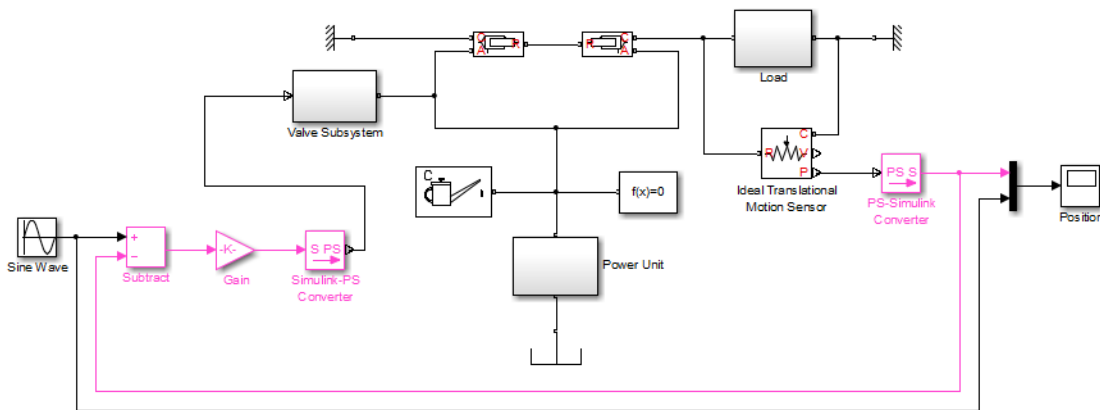 C
A
R
R
C
A
Load
Valve Subsystem
C
R
V
P
Ideal Translational
Motion Sensor
PS S
PS-Simulink
Converter
Position
C
f(x)=0
Sine Wave
+
−
Subtract
-K-
Gain
S PS
Simulink-PS
Converter
Power Unit